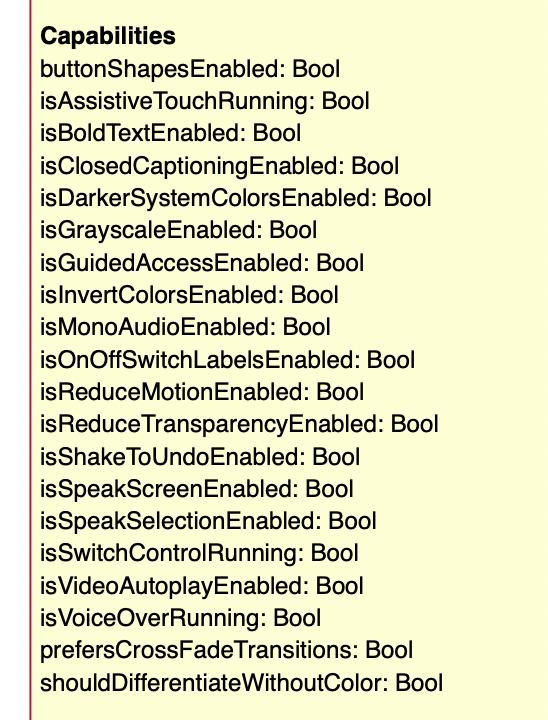 Capabilities
buttonShapesEnabled: Bool
isAssistiveTouchRunning: Bool
isBoldTextEnabled: Bool
isClosedCaptioningEnabled: Bool
isDarkerSystemColorsEnabled: Bool
isGrayscaleEnabled: Bool
isGuidedAccessEnabled: Bool
isInvertColorsEnabled: Bool
isMonoAudioEnabled: Bool
isOnOffSwitchLabelsEnabled: Bool
isReduceMotionEnabled: Bool
isReduceTransparencyEnabled: Bool
isShakeToUndoEnabled: Bool
isSpeakScreenEnabled: Bool
isSpeakSelectionEnabled: Bool
isSwitchControlRunning: Bool
isVideoAutoplayEnabled: Bool
isVoiceOverRunning: Bool
prefersCrossFadeTransitions: Bool
shouldDifferentiateWithoutColor: Bool